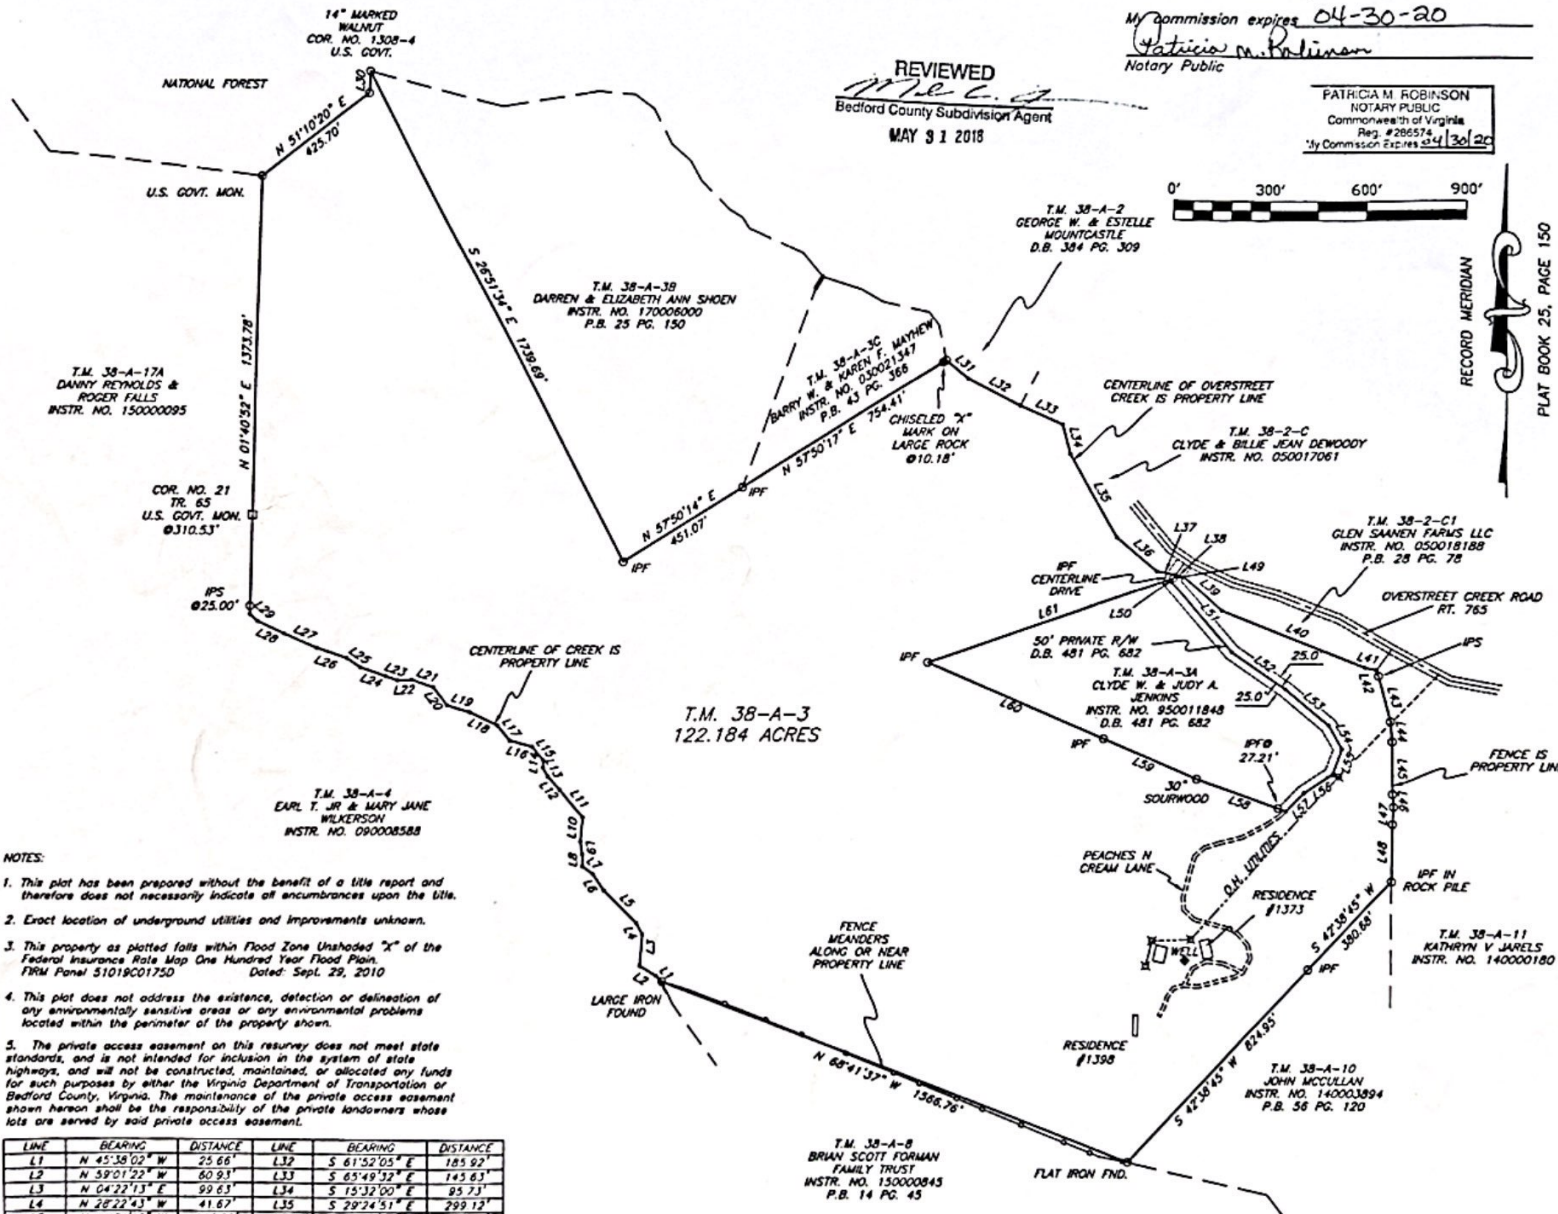 14" MARKED
WALNUT
COR. NO. 1308-4
U.S. GOVT.
NATIONAL FOREST
L30
N 51°10'20" E
425.70'
U.S. GOVT. MON.
My commission expires 04-30-20
Patricia M. Robinson
Notary Public
REVIEWED
Bedford County Subdivision Agent
MAY 31 2018
PATRICIA M. ROBINSON
NOTARY PUBLIC
Commonwealth of Virginia
Reg. #286574
My Commission Expires 04/30/20
0' 300' 600' 900'
RECORD MERIDIAN
PLAT BOOK 25, PAGE 150
T.M. 38-A-2
GEORGE W. & ESTELLE
MOUNTCASTLE
D.B. 384 PG. 309
S 26°51'34" E 1739.69'
T.M. 38-A-3B
DARREN & ELIZABETH ANN SHOEN
INSTR. NO. 170006000
P.B. 25 PG. 150
T.M. 38-A-3C
BARRY W. & KAREN F. MAYHEW
INSTR. NO. 030021347
P.B. 43 PG. 366
N 57°50'17" E 754.41'
CHISELED "X"
MARK ON
LARGE ROCK
@10.18'
L31
L32
L33
L34
CENTERLINE OF OVERSTREET
CREEK IS PROPERTY LINE
T.M. 38-2-C
CLYDE & BILLIE JEAN DEWOODY
INSTR. NO. 050017061
L35
T.M. 38-A-17A
DANNY REYNOLDS &
ROGER FALLS
INSTR. NO. 150000095
N 01°40'52" E 1373.78'
COR. NO. 21
TR. 65
U.S. GOVT. MON.
@310.53'
IPF
N 57°50'14" E
451.07'
IPF
L36
L37
L38
L49
T.M. 38-2-C1
GLEN SAANEN FARMS LLC
INSTR. NO. 050018188
P.B. 28 PG. 78
IPF
CENTERLINE
DRIVE
L50
L39
L51
L61
OVERSTREET CREEK ROAD
RT. 765
L40
L41
IPS
L42
IPS
@25.00'
L29
L28
L27
L26
L25
L24
L23
L22
L21
L20
L19
L18
L17
L16
L15
L13
L12
L11
L10
CENTERLINE OF CREEK IS
PROPERTY LINE
IPF
50' PRIVATE R/W
D.B. 481 PG. 682
L52
25.0
T.M. 38-A-3A
CLYDE W. & JUDY A.
JENKINS
INSTR. NO. 950011848
D.B. 481 PG. 682
25.0'
L53
L54
L55
L43
L44
L45
L46
L47
L48
L60
IPF
L59
30"
SOURWOOD
L58
IPF@
27.21'
L57
L56
FENCE IS
PROPERTY LINE
T.M. 38-A-3
122.184 ACRES
T.M. 38-A-4
EARL T. JR & MARY JANE
WILKERSON
INSTR. NO. 090008588
L9
L8
L7
L6
L5
L4
L2
L1
PEACHES N
CREAM LANE
O.H. UTILITIES
RESIDENCE
#1373
WELL
IPF IN
ROCK PILE
S 42°38'45" W
380.68'
IPF
T.M. 38-A-11
KATHRYN V JARELS
INSTR. NO. 140000180
FENCE
MEANDERS
ALONG OR NEAR
PROPERTY LINE
LARGE IRON
FOUND
N 68°41'37" W
1566.76'
RESIDENCE
#1398
S 42°38'45" W 824.95'
T.M. 38-A-10
JOHN MCCULLAN
INSTR. NO. 140003894
P.B. 56 PG. 120
T.M. 38-A-8
BRIAN SCOTT FORMAN
FAMILY TRUST
INSTR. NO. 150000845
P.B. 14 PG. 45
FLAT IRON FND.
NOTES:
1. This plat has been prepared without the benefit of a title report and
therefore does not necessarily indicate all encumbrances upon the title.
2. Exact location of underground utilities and improvements unknown.
3. This property as platted falls within Flood Zone Unshaded "X" of the
Federal Insurance Rate Map One Hundred Year Flood Plain.
FIRM Panel 51019C0175D Dated: Sept. 29, 2010
4. This plat does not address the existence, detection or delineation of
any environmentally sensitive areas or any environmental problems
located within the perimeter of the property shown.
5. The private access easement on this resurvey does not meet state
standards, and is not intended for inclusion in the system of state
highways, and will not be constructed, maintained, or allocated any funds
for such purposes by either the Virginia Department of Transportation or
Bedford County, Virginia. The maintenance of the private access easement
shown hereon shall be the responsibility of the private landowners whose
lots are served by said private access easement.
LINE BEARING DISTANCE LINE BEARING DISTANCE
L1 N 45°38'02" W 25.66' L32 S 61°52'05" E 185.92'
L2 N 59°01'22" W 60.93' L33 S 65°49'32" E 145.63'
L3 N 04°22'13" E 99.63' L34 S 15°32'00" E 95.73'
L4 N 26°22'43" W 41.67' L35 S 29°24'51" E 299.12'